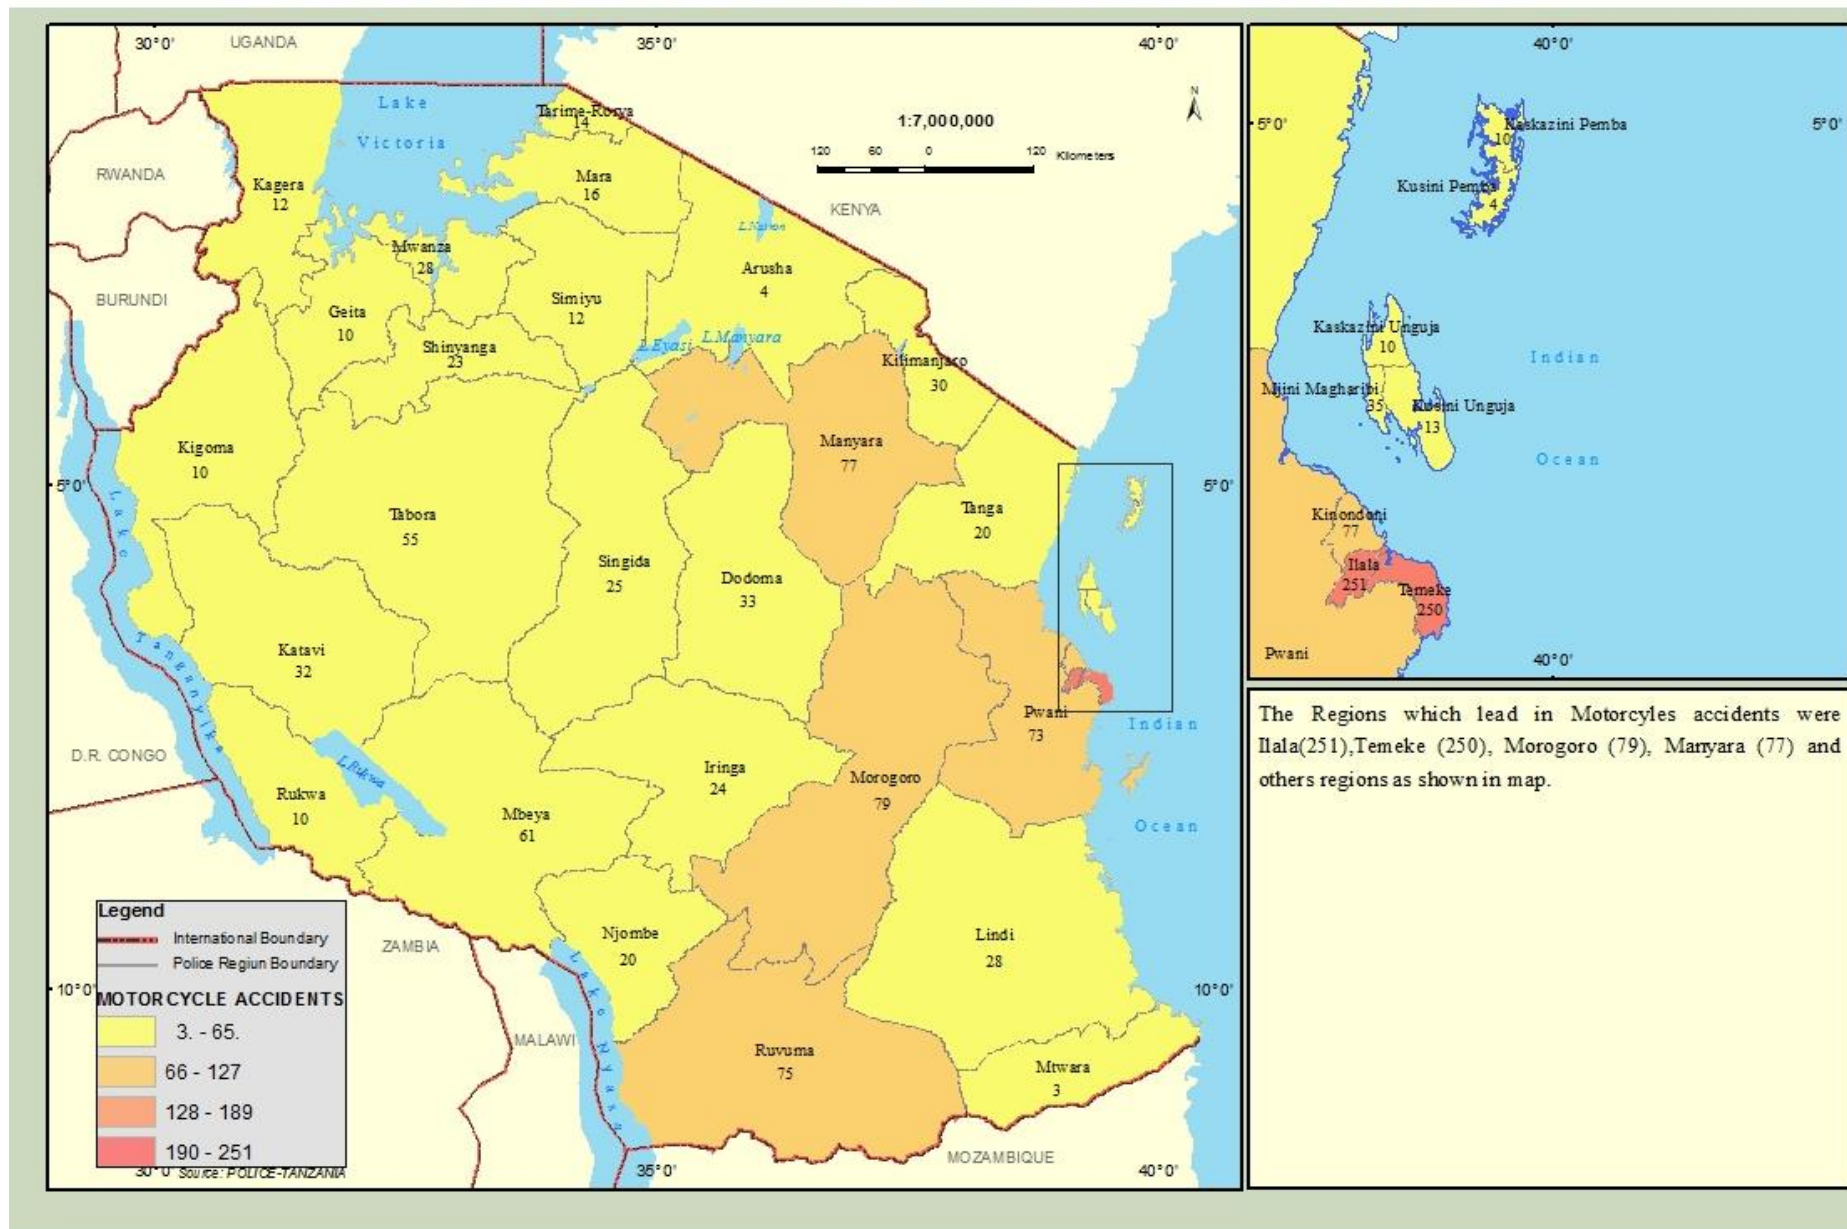 30°0'
UGANDA
35°0'
40°0'
Lake
Victoria
Tarime-Rorya
14
N
1:7,000,000
120 60 0 120 Kilometers
RWANDA
Kagera
12
Mara
16
KENYA
L.Natron
Mwanza
28
Arusha
4
BURUNDI
Geita
10
Simiyu
12
Shinyanga
23
L.Eyasi
L.Manyara
Kilimanjaro
30
Kigoma
10
Manyara
77
5°0'
5°0'
Lake Tanganyika
Tabora
55
Singida
25
Dodoma
33
Tanga
20
Katavi
32
D.R. CONGO
Pwani
73
Indian
Ocean
L.Rukwa
Rukwa
10
Iringa
24
Morogoro
79
Mbeya
61
Njombe
20
Lindi
28
ZAMBIA
Lake Nyasa
10°0'
10°0'
MALAWI
Ruvuma
75
Mtwara
3
MOZAMBIQUE
Legend
International Boundary
Police Regiun Boundary
MOTORCYCLE ACCIDENTS
3. - 65.
66 - 127
128 - 189
190 - 251
30°0'
Source: POLICE-TANZANIA
35°0'
40°0'
40°0'
5°0'
5°0'
Kaskazini Pemba
10
Kusini Pemba
4
Kaskazini Unguja
10
Indian
Mjini Magharibi
35
Kusini Unguja
13
Ocean
Kinondoni
77
Ilala
251
Temeke
250
Pwani
40°0'
The Regions which lead in Motorcyles accidents were
Ilala(251),Temeke (250), Morogoro (79), Manyara (77) and
others regions as shown in map.